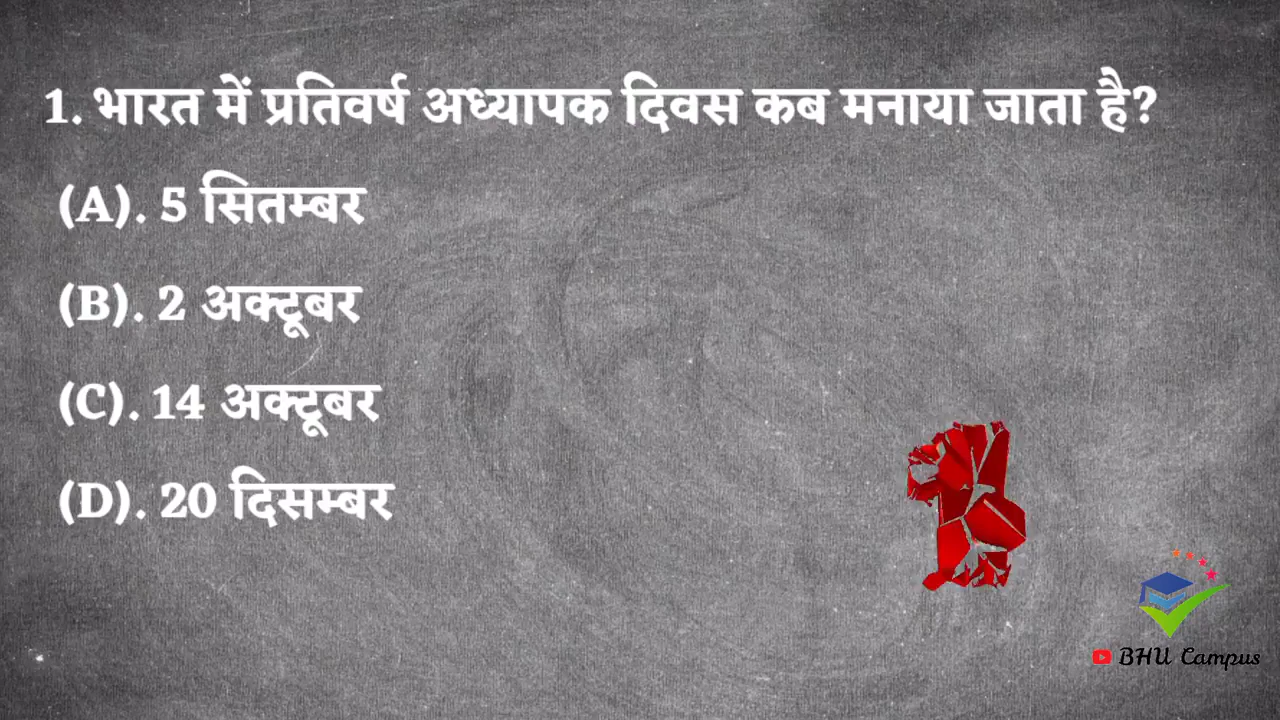 1. भारत में प्रतिवर्ष अध्यापक दिवस कब मनाया जाता है?
(A). 5 सितम्बर
(B). 2 अक्टूबर
(C). 14 अक्टूबर
(D). 20 दिसम्बर
BHU Campus